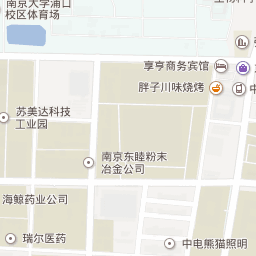 南京大学浦口
校区体育场
享亨商务宾馆
胖子川味烧烤
苏美达科技
工业园
南京东睦粉末
冶金公司
海鲸药业公司
瑞尔医药
中电熊猫照明